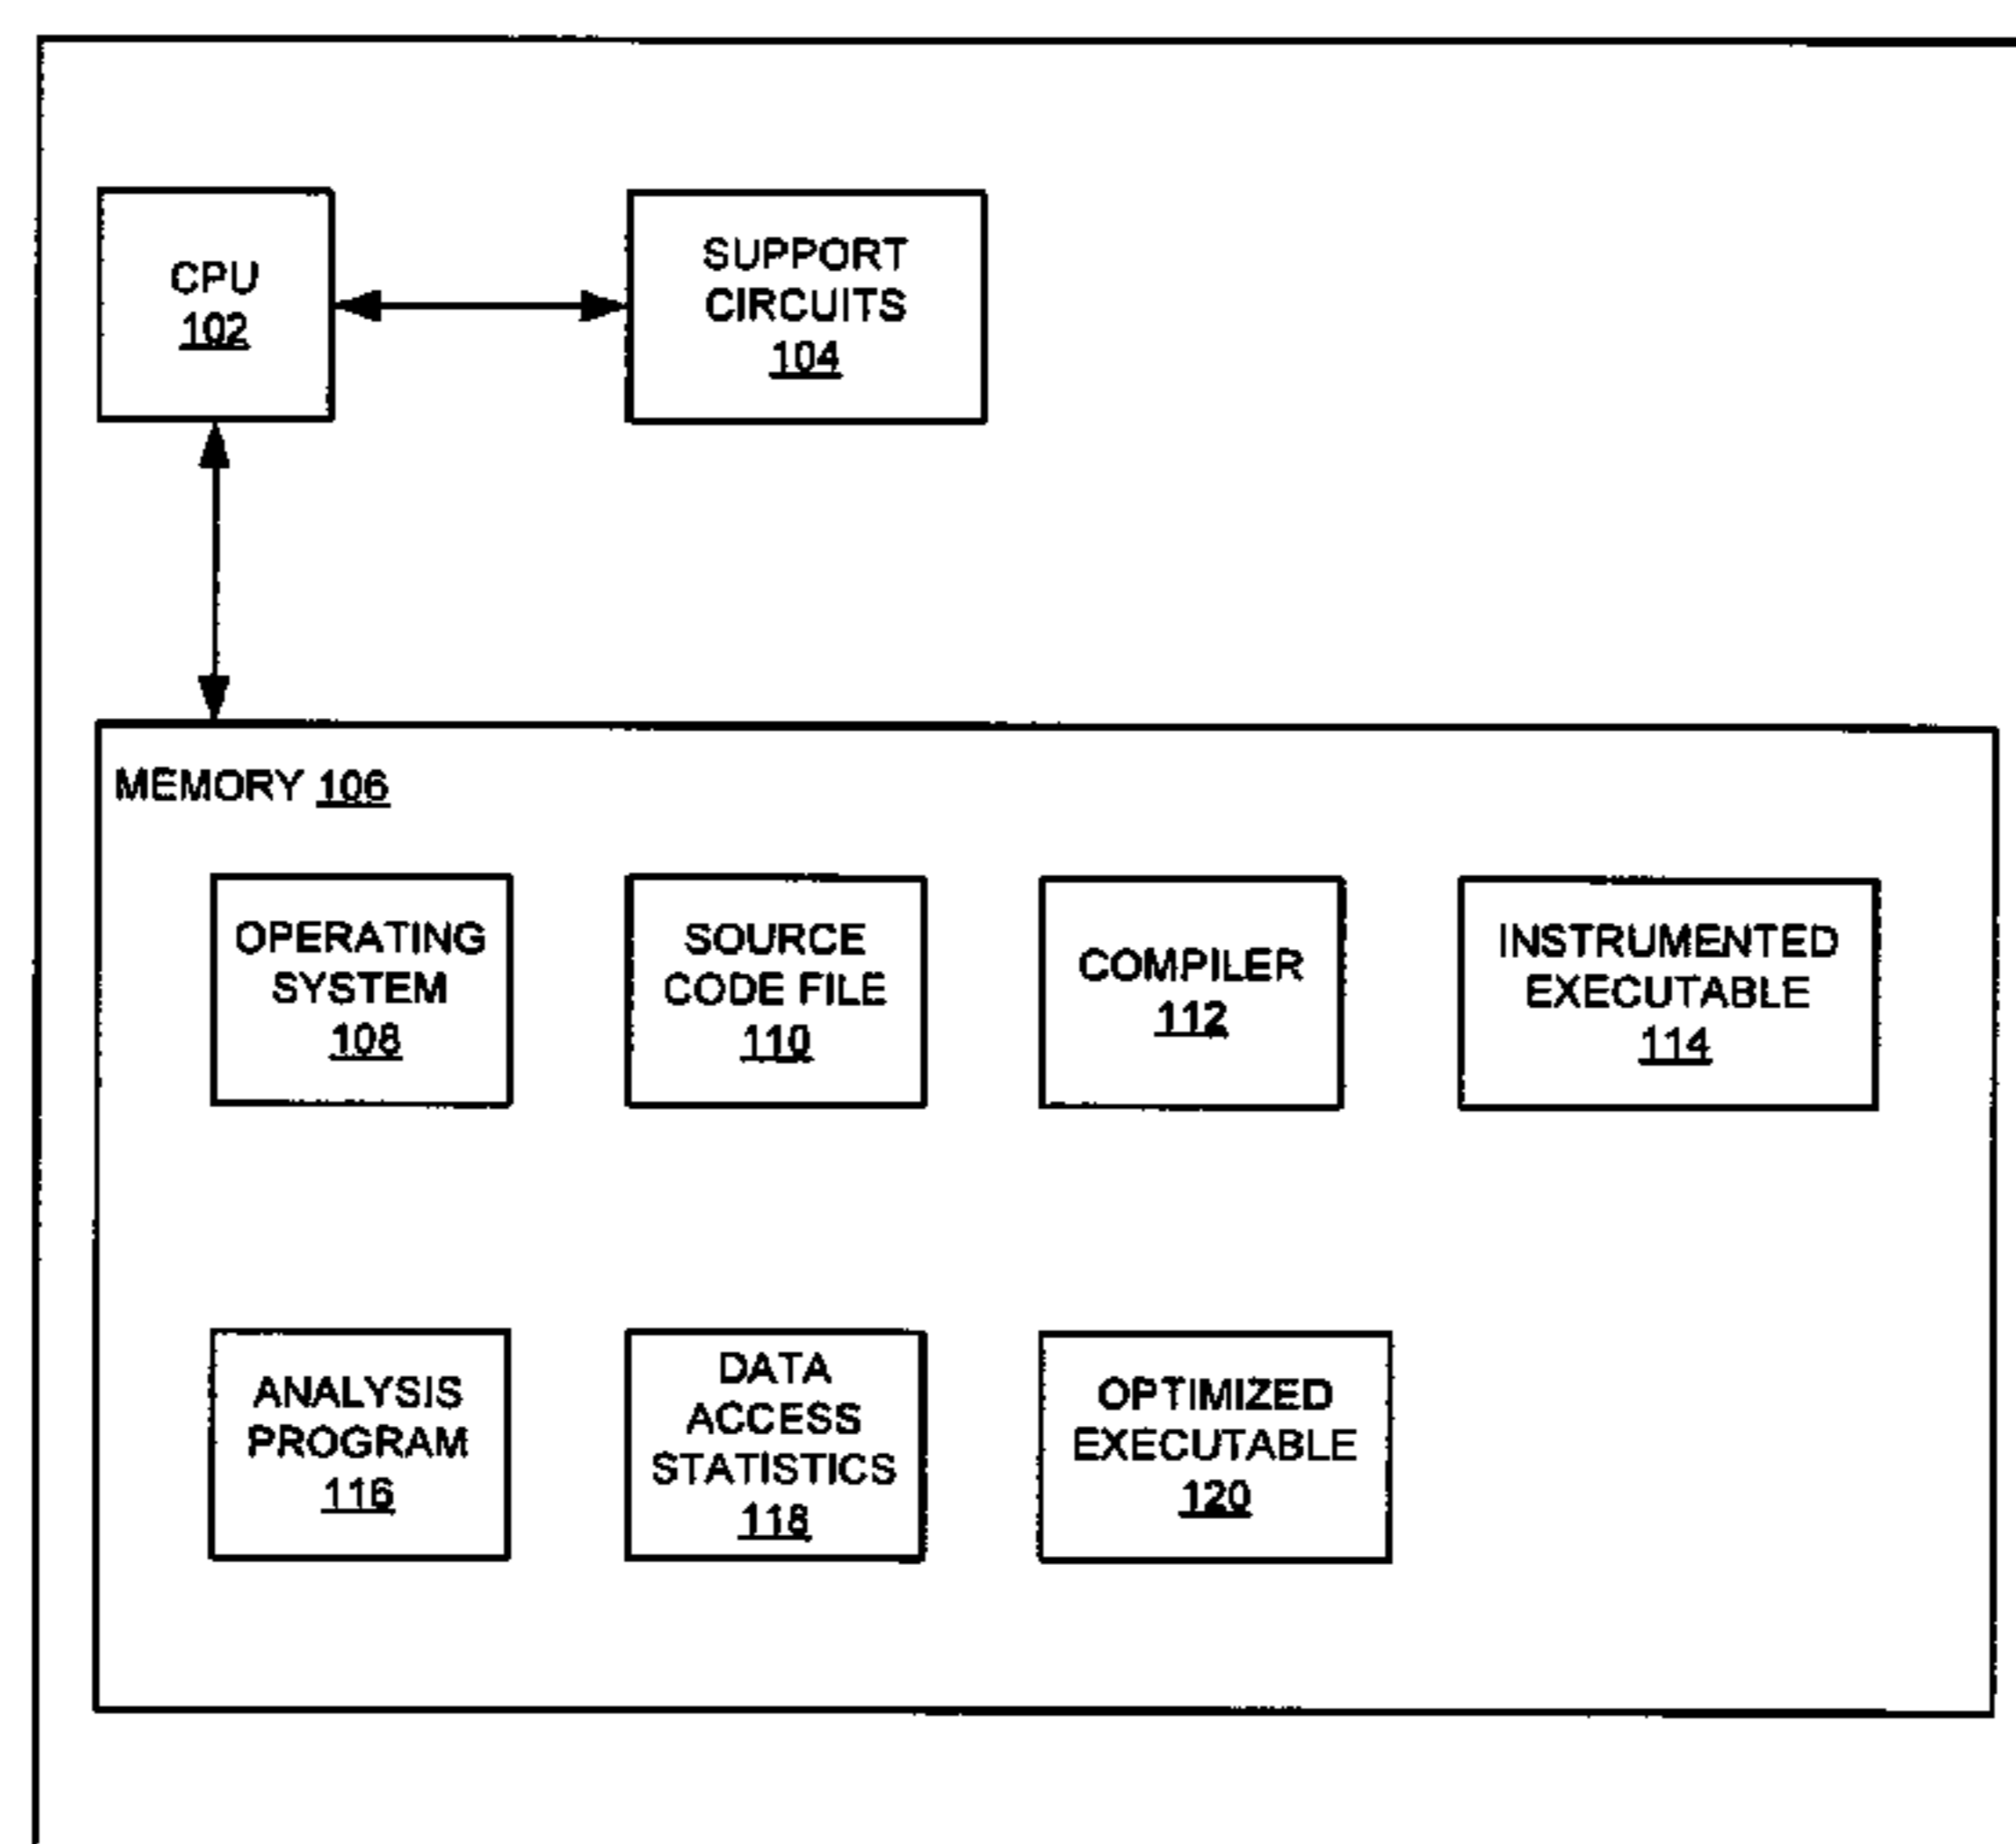 CPU
102
SUPPORT
CIRCUITS
104
MEMORY 106
OPERATING
SYSTEM
108
SOURCE
CODE FILE
110
COMPILER
112
INSTRUMENTED
EXECUTABLE
114
ANALYSIS
PROGRAM
116
DATA
ACCESS
STATISTICS
118
OPTIMIZED
EXECUTABLE
120